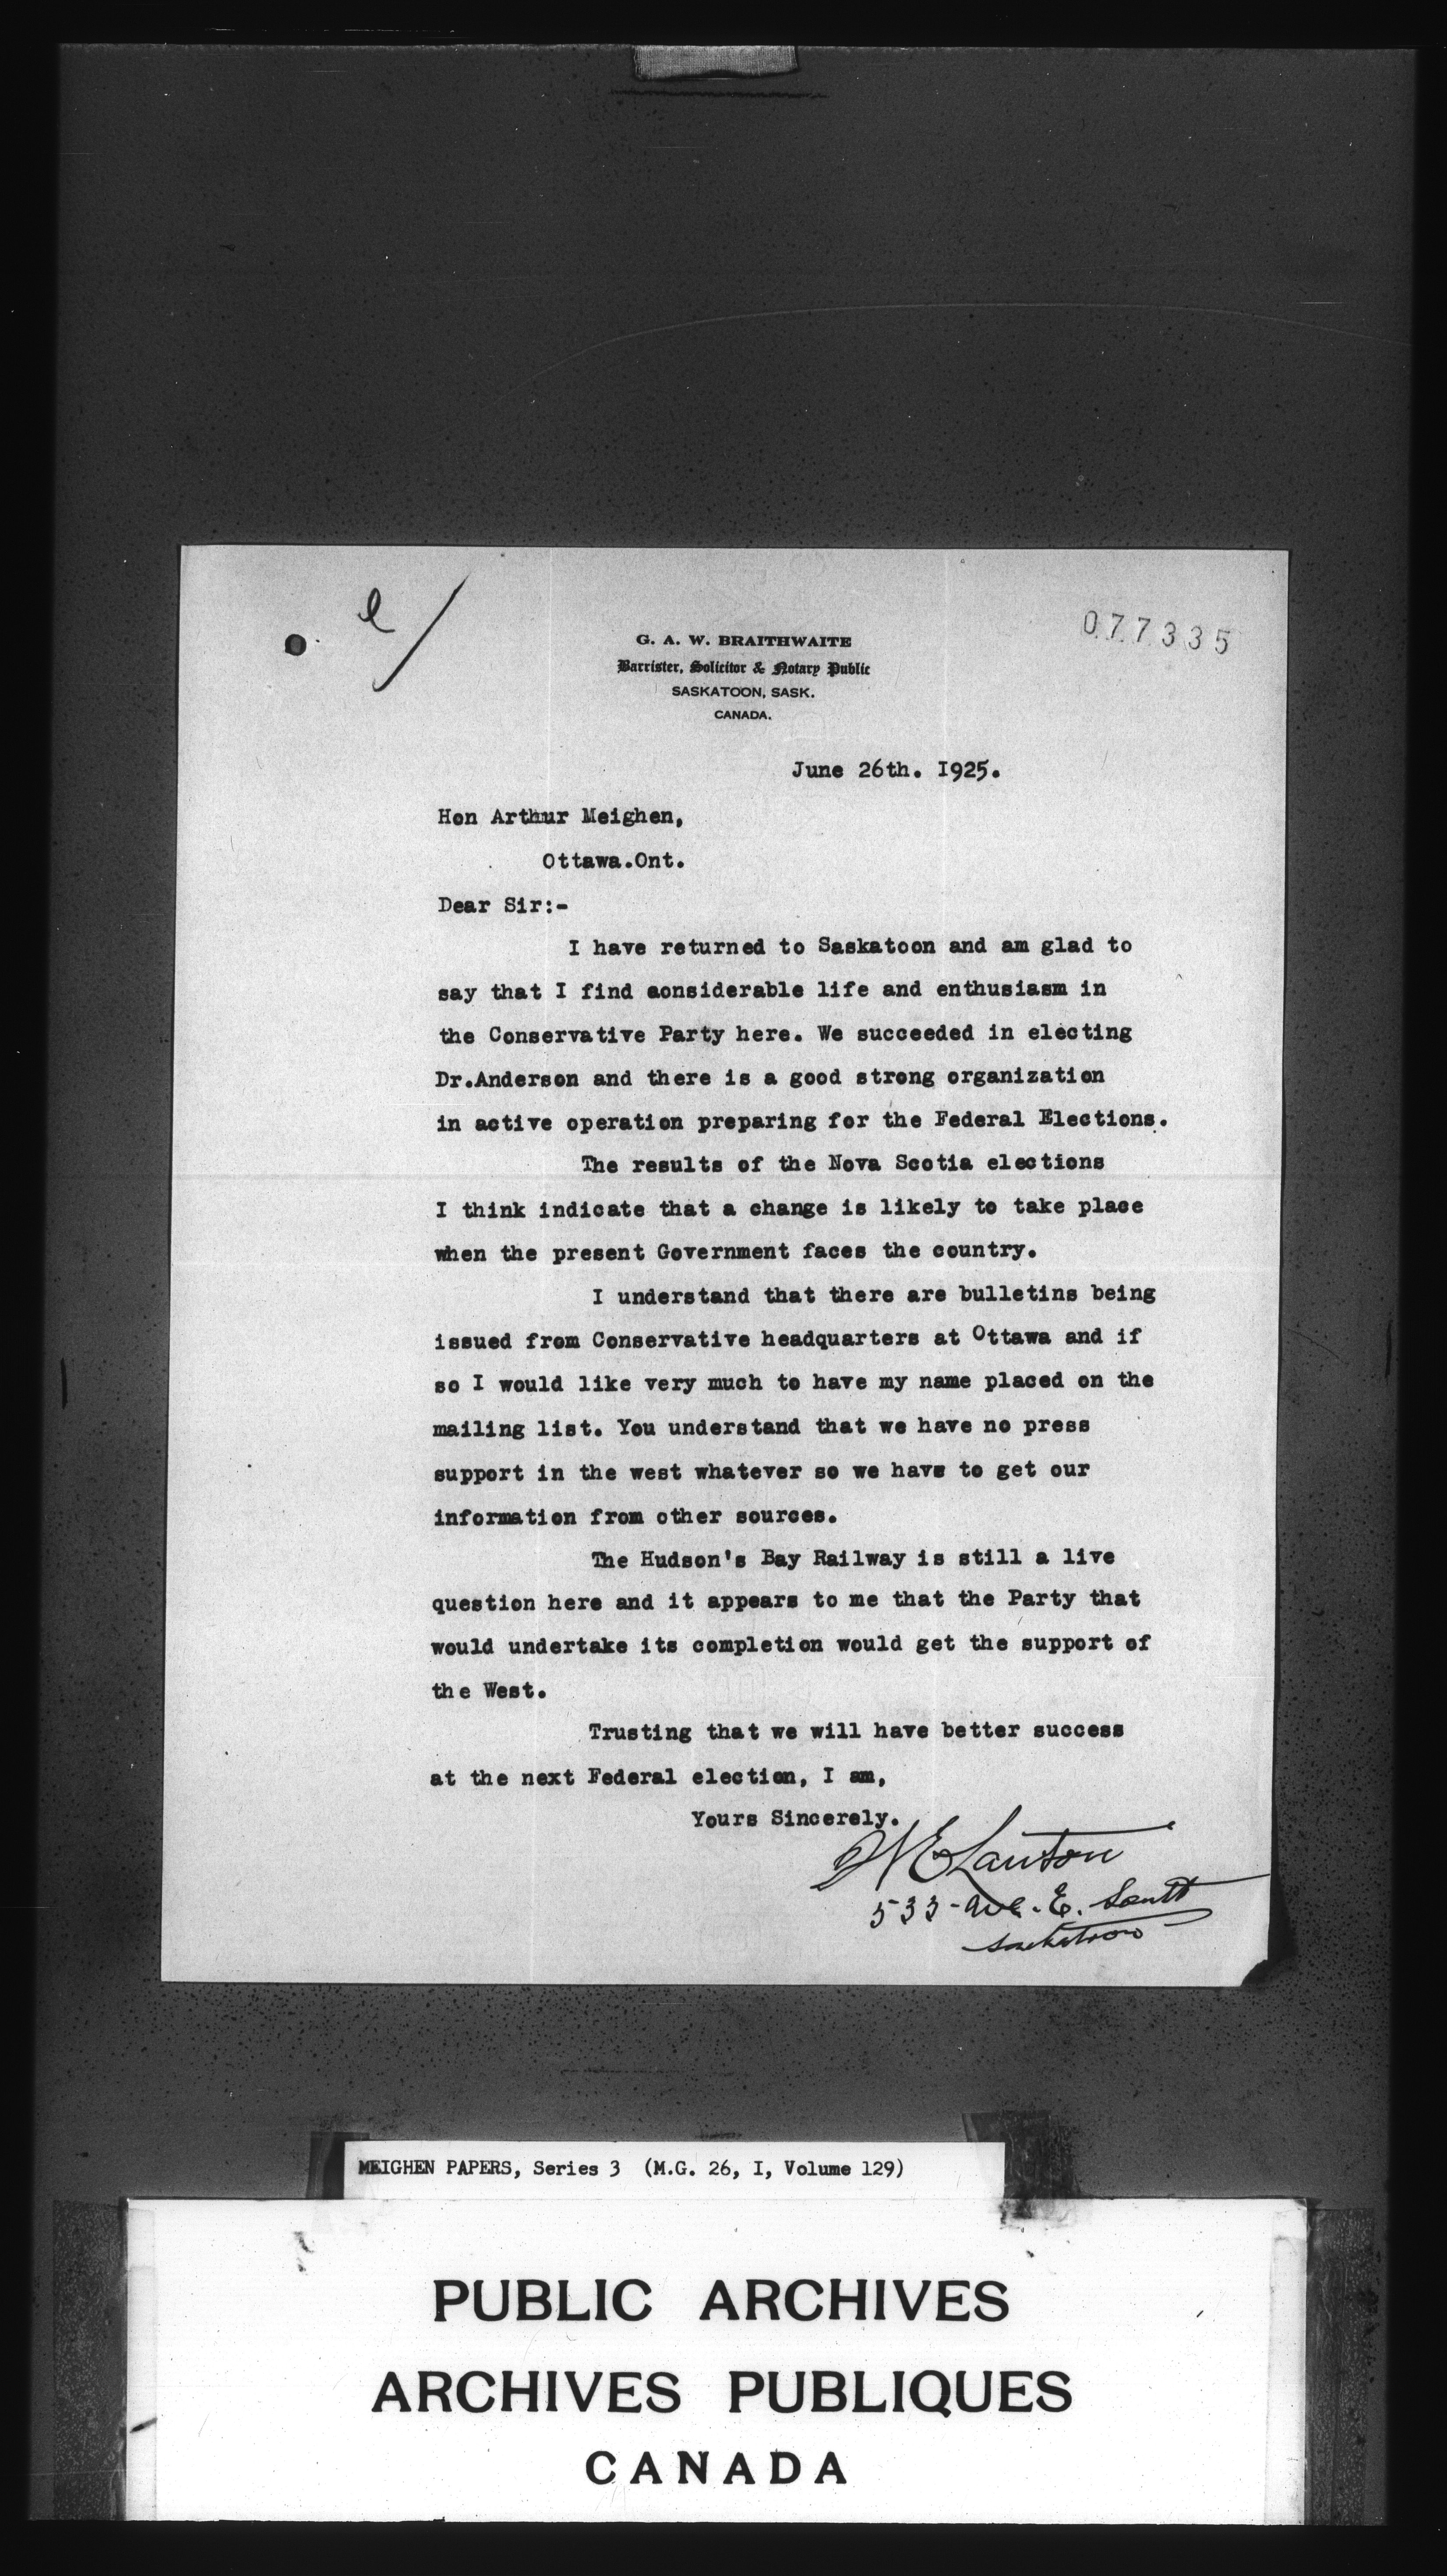 e /
077335
G. A. W. BRAITHWAITE
Barrister, Solicitor & Notary Public
SASKATOON, SASK.
CANADA.
June 26th. I925.
Hon Arthur Meighen,
Ottawa.Ont.
Dear Sir:-
I have returned to Saskatoon and am glad to
say that I find aonsiderable life and enthusiasm in
the Conservative Party here. We succeeded in electing
Dr.Anderson and there is a good strong organization
in active operation preparing for the Federal Elections.
The results of the Nova Scotia elections
I think indicate that a change is likely to take place
when the present Government faces the country.
I understand that there are bulletins being
issued from Conservative headquarters at Ottawa and if
so I would like very much to have my name placed on the
mailing list. You understand that we have no press
support in the west whatever so we have to get our
information from other sources.
The Hudson's Bay Railway is still a live
question here and it appears to me that the Party that
would undertake its completion would get the support of
the West.
Trusting that we will have better success
at the next Federal election, I am,
Yours Sincerely.
W E Lawton
533-Ave. E. South
Saskatoon
MEIGHEN PAPERS, Series 3 (M.G. 26, I, Volume 129)
PUBLIC ARCHIVES
ARCHIVES PUBLIQUES
CANADA